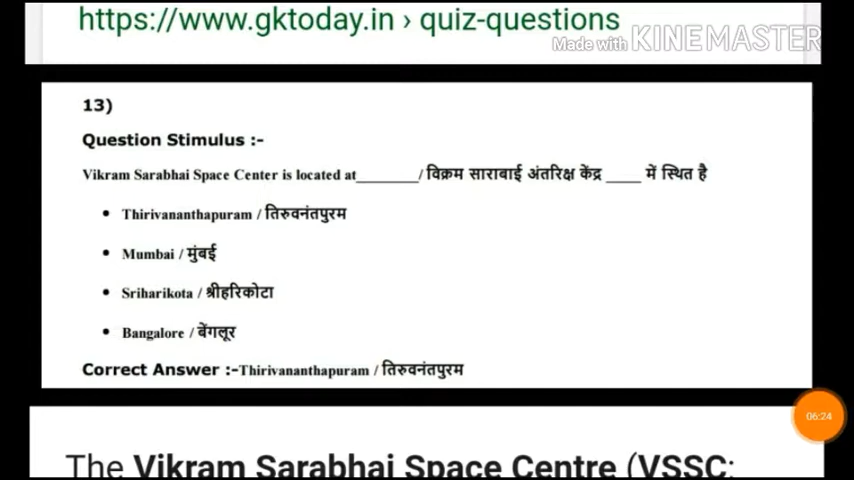 https://www.gktoday.in › quiz-questions
Made with KINEMASTER
13)
Question Stimulus :-
Vikram Sarabhai Space Center is located at________/ विक्रम साराबाई अंतरिक्ष केंद्र _____ में स्थित है
• Thirivananthapuram / तिरुवनंतपुरम
• Mumbai / मुंबई
• Sriharikota / श्रीहरिकोटा
• Bangalore / बेंगलूर
Correct Answer :-Thirivananthapuram / तिरुवनंतपुरम
06:24
The Vikram Sarabhai Space Centre (VSSC;